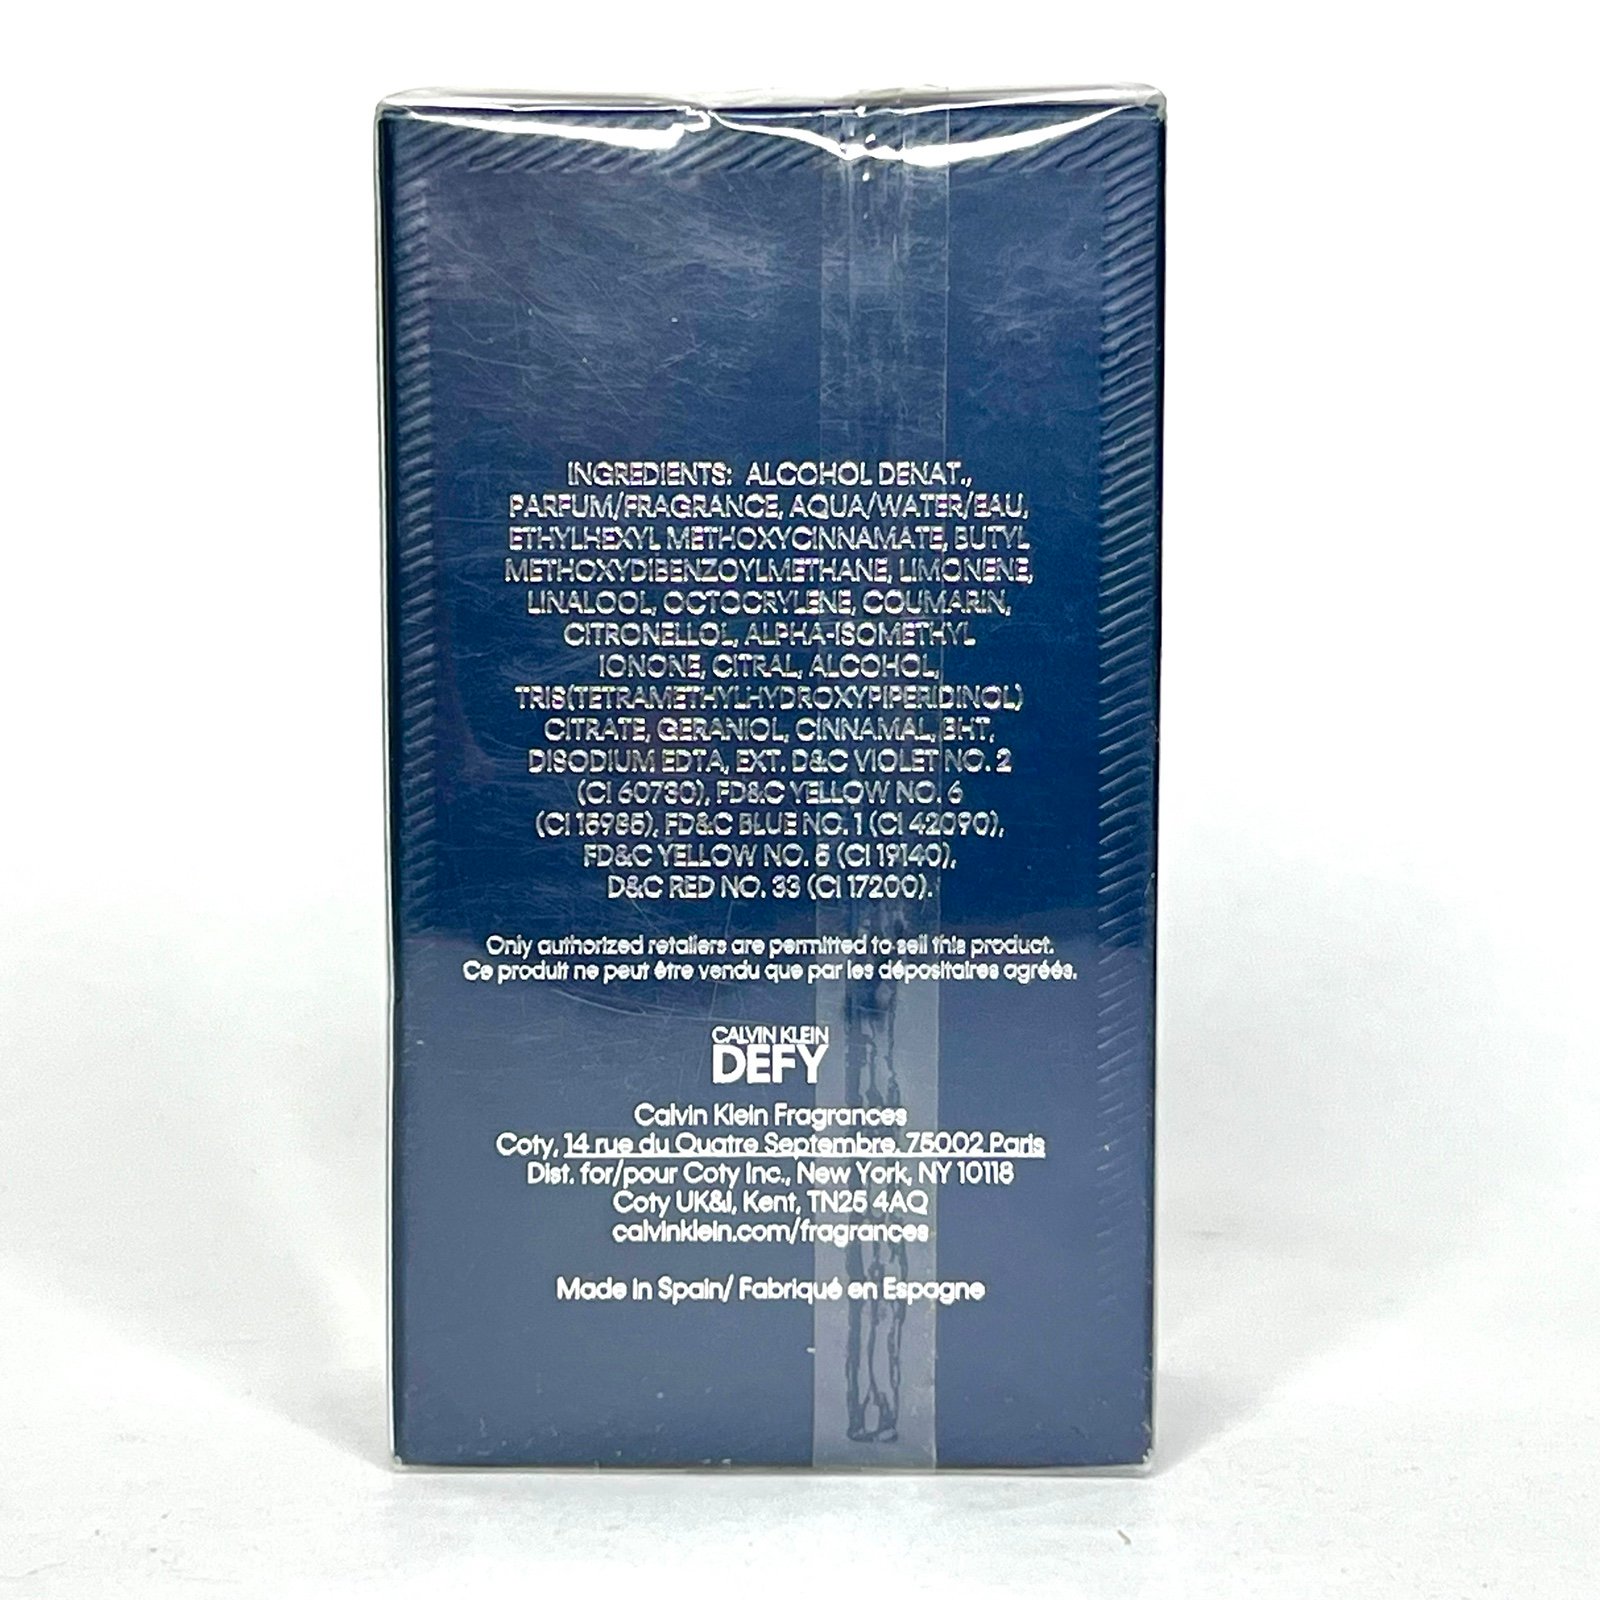 INGREDIENTS: ALCOHOL DENAT.,
PARFUM/FRAGRANCE, AQUA/WATER/EAU,
ETHYLHEXYL METHOXYCINNAMATE, BUTYL
METHOXYDIBENZOYLMETHANE, LIMONENE,
LINALOOL, OCTOCRYLENE, COUMARIN,
CITRONELLOL, ALPHA-ISOMETHYL
IONONE, CITRAL, ALCOHOL,
TRIS(TETRAMETHYLHYDROXYPIPERIDINOL)
CITRATE, GERANIOL, CINNAMAL, BHT,
DISODIUM EDTA, EXT. D&C VIOLET NO. 2
(CI 60730), FD&C YELLOW NO. 6
(CI 15985), FD&C BLUE NO. 1 (CI 42090),
FD&C YELLOW NO. 5 (CI 19140),
D&C RED NO. 33 (CI 17200).
Only authorized retailers are permitted to sell this product.
Ce produit ne peut être vendu que par les dépositaires agréés.
CALVIN KLEIN
DEFY
Calvin Klein Fragrances
Coty, 14 rue du Quatre Septembre, 75002 Paris
Dist. for/pour Coty Inc., New York, NY 10118
Coty UK&I, Kent, TN25 4AQ
calvinklein.com/fragrances
Made in Spain/ Fabriqué en Espagne